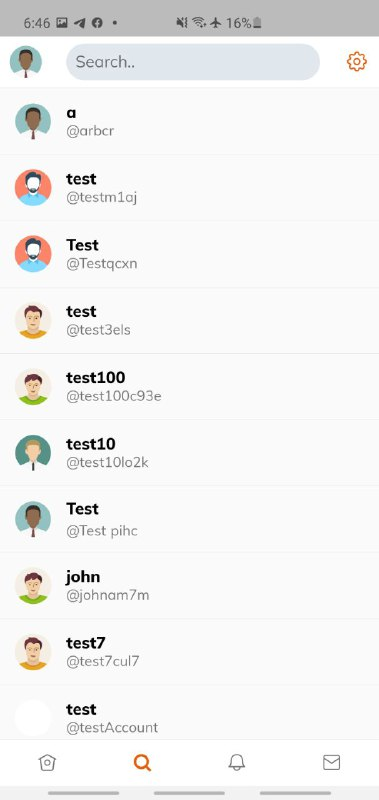 6:46
16%
Search..
a
@arbcr
test
@testm1aj
Test
@Testqcxn
test
@test3els
test100
@test100c93e
test10
@test10lo2k
Test
@Test pihc
john
@johnam7m
test7
@test7cul7
test
@testAccount